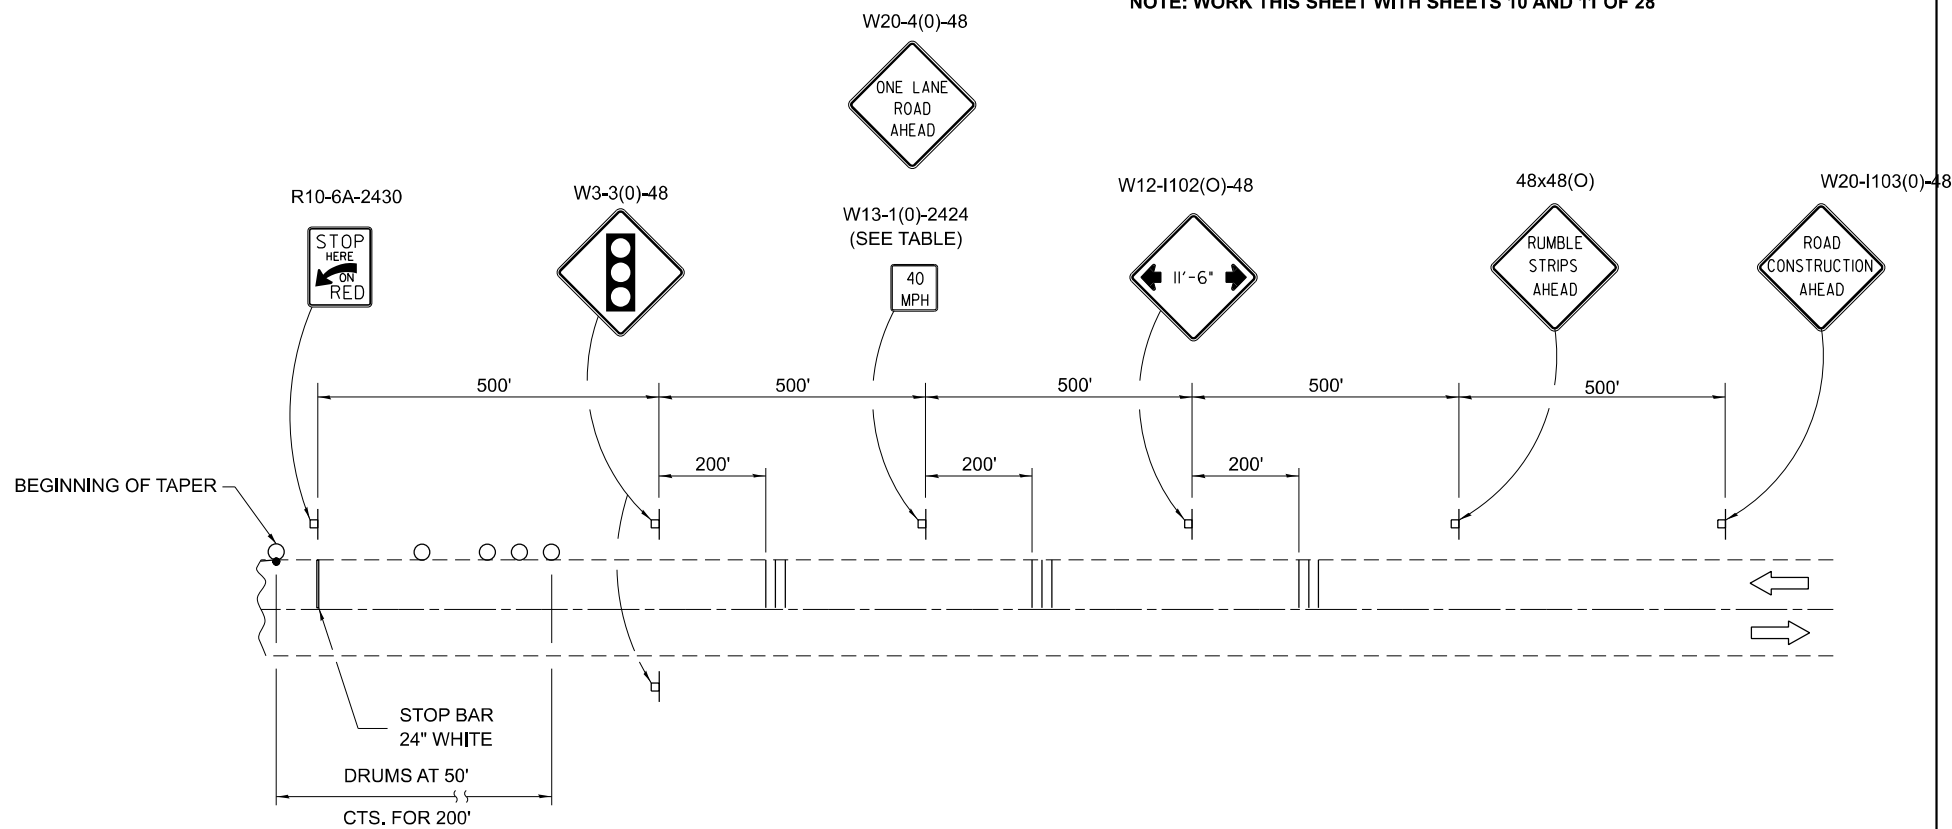 NOTE: WORK THIS SHEET WITH SHEETS 10 AND 11 OF 28
W20-4(0)-48
ONE LANE
ROAD
AHEAD
R10-6A-2430
STOP
HERE
ON
RED
W3-3(0)-48
W13-1(0)-2424
(SEE TABLE)
40
MPH
W12-I102(O)-48
11'-6"
48x48(O)
RUMBLE
STRIPS
AHEAD
W20-I103(0)-48
ROAD
CONSTRUCTION
AHEAD
500'
500'
500'
500'
500'
200'
200'
200'
BEGINNING OF TAPER
STOP BAR
24" WHITE
DRUMS AT 50'
CTS. FOR 200'